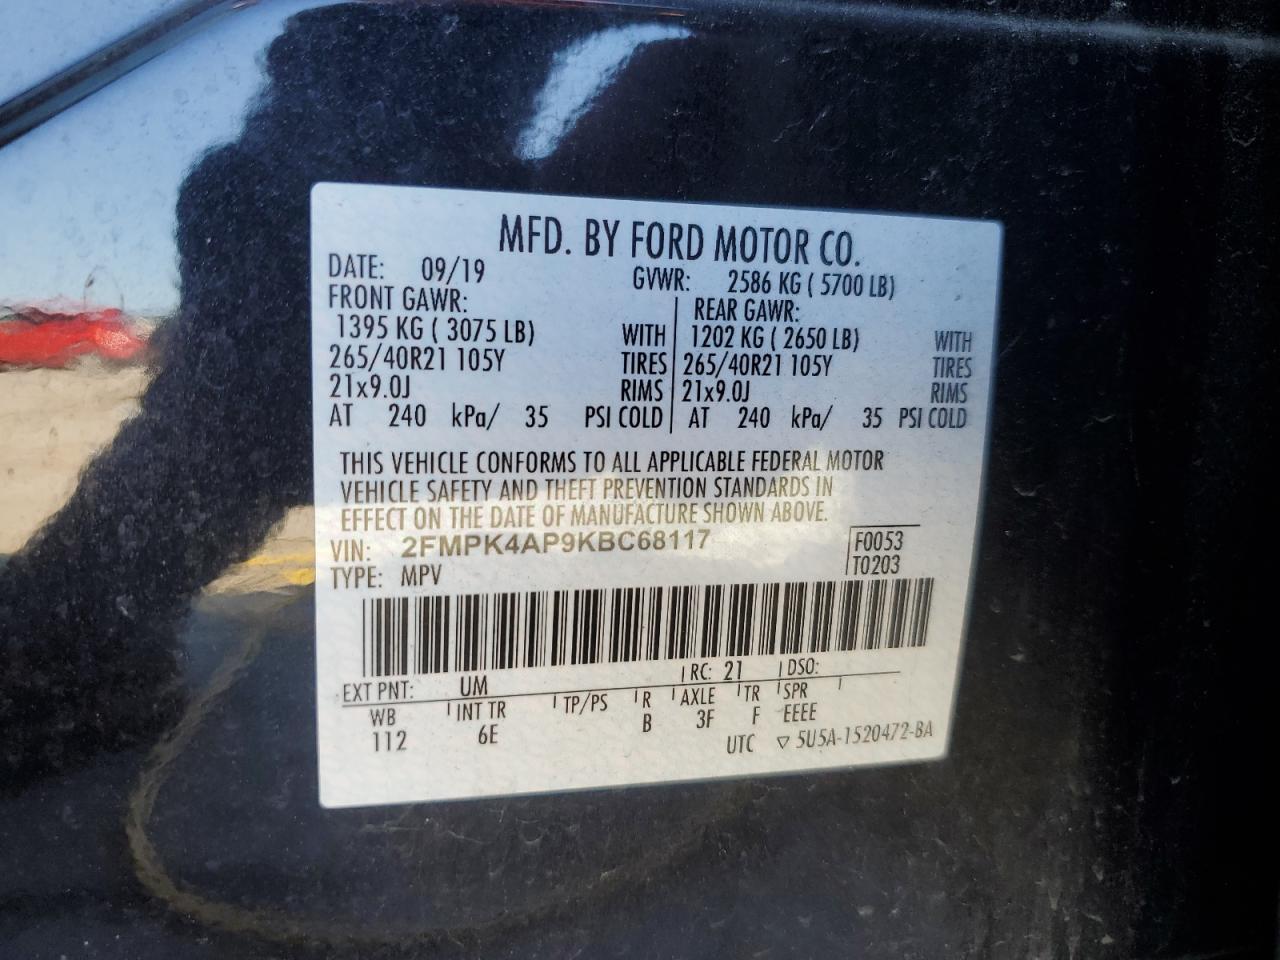 MFD. BY FORD MOTOR CO.
DATE: 09/19 GVWR: 2586 KG ( 5700 LB)
FRONT GAWR: REAR GAWR:
1395 KG ( 3075 LB) WITH 1202 KG ( 2650 LB) WITH
265/40R21 105Y TIRES 265/40R21 105Y TIRES
21x9.0J RIMS 21x9.0J RIMS
AT 240 kPa/ 35 PSI COLD AT 240 kPa/ 35 PSI COLD
THIS VEHICLE CONFORMS TO ALL APPLICABLE FEDERAL MOTOR
VEHICLE SAFETY AND THEFT PREVENTION STANDARDS IN
EFFECT ON THE DATE OF MANUFACTURE SHOWN ABOVE.
VIN: 2FMPK4AP9KBC68117 F0053
TYPE: MPV T0203
EXT PNT: UM RC: 21 DSO:
WB INT TR TP/PS R AXLE TR SPR
112 6E B 3F F EEEE
UTC ▽ 5U5A-1520472-BA